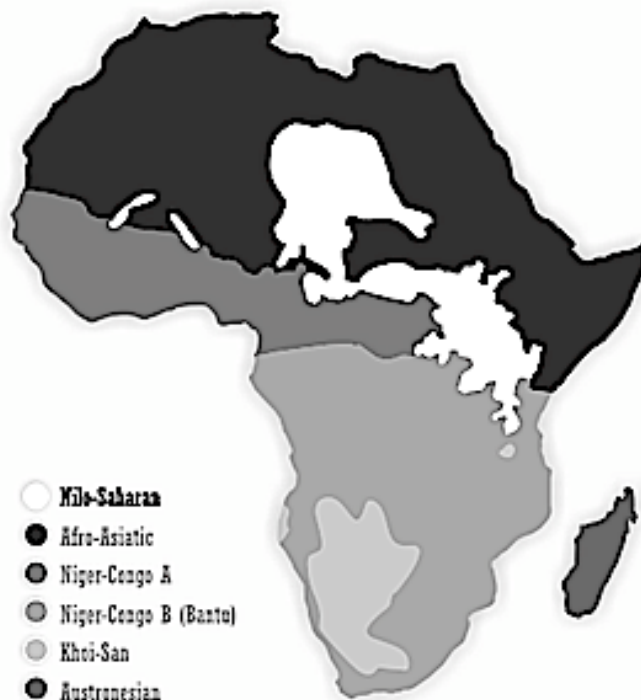 Nilo-Saharan
Afro-Asiatic
Niger-Congo A
Niger-Congo B (Bantu)
Khoi-San
Austronesian